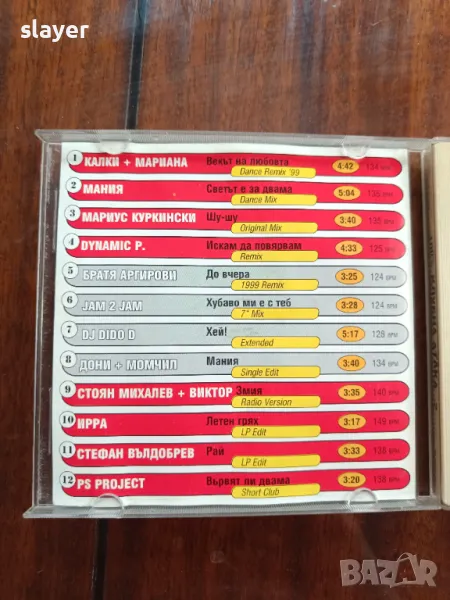 slayer
1 КАЛКИ + МАРИАНА Векът на любовта 4:42 134 BPM
Dance Remix '99
2 МАНИЯ Светът е за двама 5:04 135 BPM
Dance Mix
3 МАРИУС КУРКИНСКИ Шу-шу 3:40 135 BPM
Original Mix
4 DYNAMIC P. Искам да повярвам 4:33 125 BPM
Remix
5 БРАТЯ АРГИРОВИ До вчера 3:25 124 BPM
1999 Remix
6 JAM 2 JAM Хубаво ми е с теб 3:28 124 BPM
7" Mix
7 DJ DIDO D Хей! 5:17 128 BPM
Extended
8 ДОНИ + МОМЧИЛ Мания 3:40 134 BPM
Single Edit
9 СТОЯН МИХАЛЕВ + ВИКТОР Змия 3:35 140 BPM
Radio Version
10 ИРРА Летен грях 3:17 149 BPM
LP Edit
11 СТЕФАН ВЪЛДОБРЕВ Рай 3:33 138 BPM
LP Edit
12 PS PROJECT Вървят ли двама 3:20 138 BPM
Short Club
BAZAR.BG